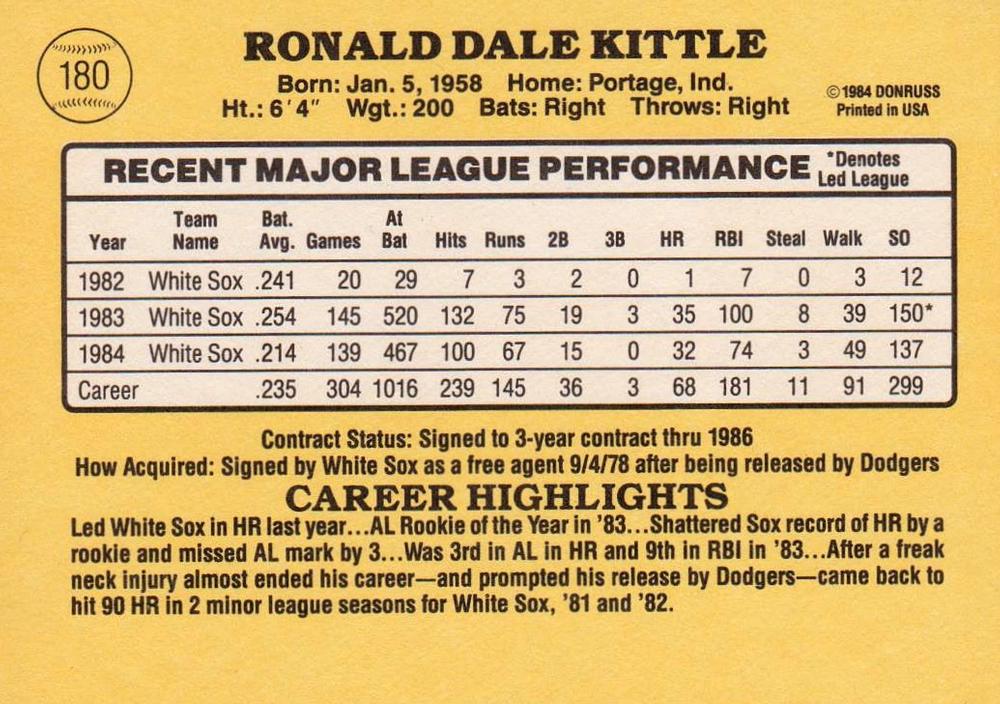 180
RONALD DALE KITTLE
Born: Jan. 5, 1958 Home: Portage, Ind.
Ht.: 6'4" Wgt.: 200 Bats: Right Throws: Right
©1984 DONRUSS
Printed in USA
RECENT MAJOR LEAGUE PERFORMANCE
*Denotes
Led League
Year Team Name Bat. Avg. Games At Bat Hits Runs 2B 3B HR RBI Steal Walk SO
1982 White Sox .241 20 29 7 3 2 0 1 7 0 3 12
1983 White Sox .254 145 520 132 75 19 3 35 100 8 39 150*
1984 White Sox .214 139 467 100 67 15 0 32 74 3 49 137
Career .235 304 1016 239 145 36 3 68 181 11 91 299
Contract Status: Signed to 3-year contract thru 1986
How Acquired: Signed by White Sox as a free agent 9/4/78 after being released by Dodgers
CAREER HIGHLIGHTS
Led White Sox in HR last year...AL Rookie of the Year in '83...Shattered Sox record of HR by a
rookie and missed AL mark by 3...Was 3rd in AL in HR and 9th in RBI in '83...After a freak
neck injury almost ended his career—and prompted his release by Dodgers—came back to
hit 90 HR in 2 minor league seasons for White Sox, '81 and '82.